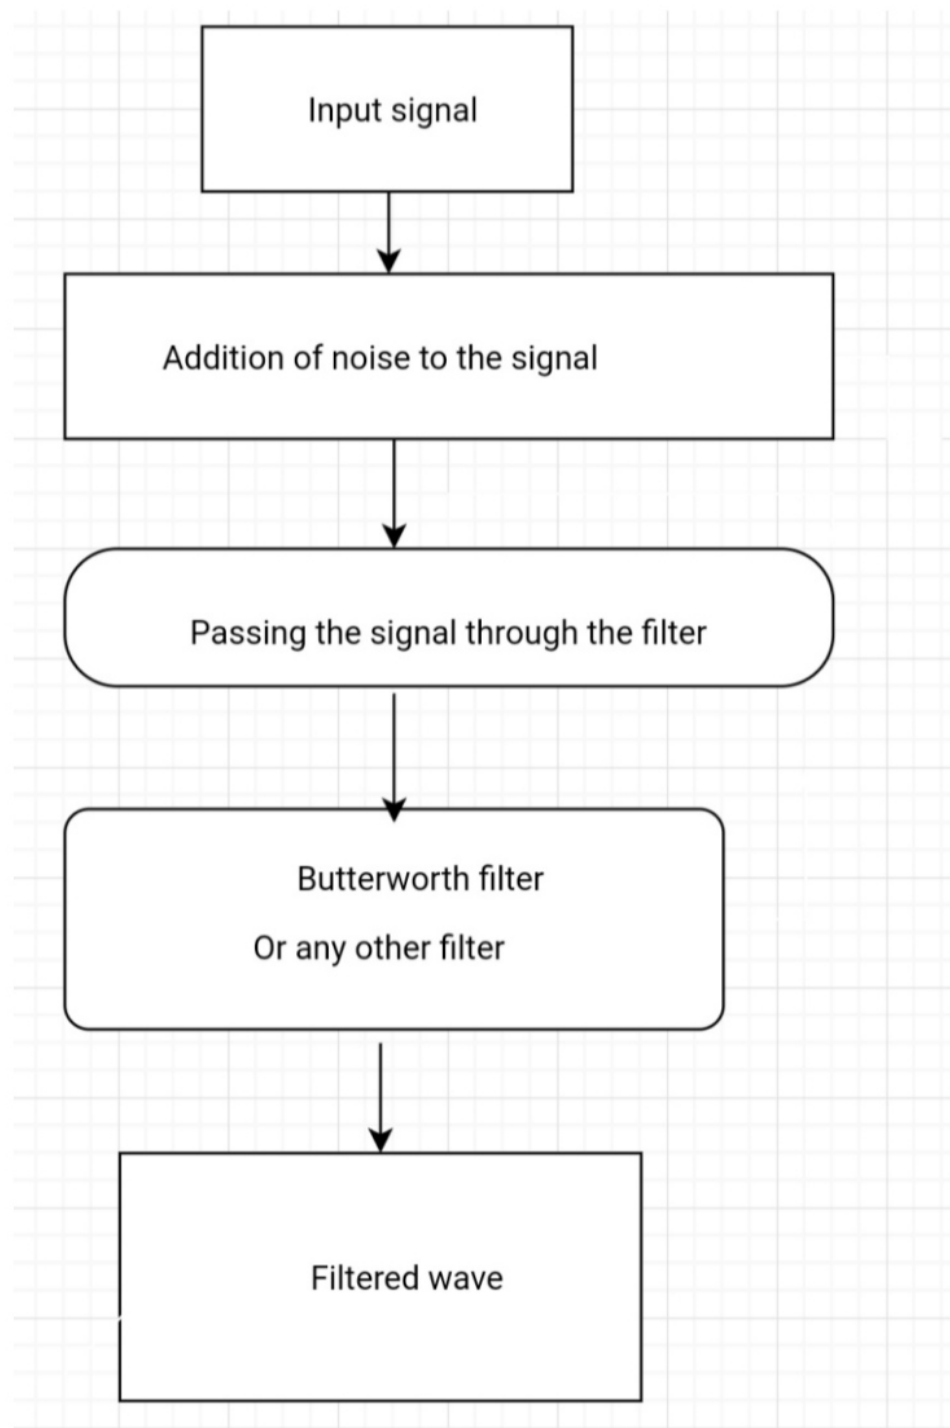 Input signal
Addition of noise to the signal
Passing the signal through the filter
Butterworth filter
Or any other filter
Filtered wave